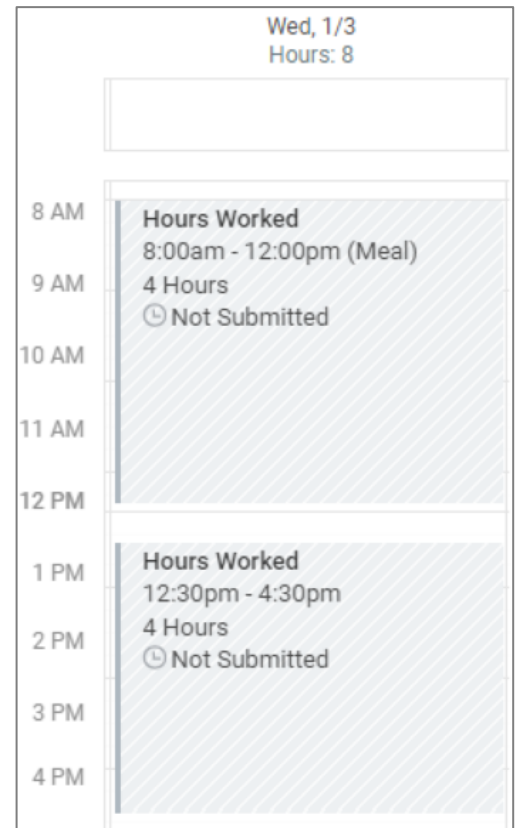 Wed, 1/3
Hours: 8
8 AM
Hours Worked
8:00am - 12:00pm (Meal)
9 AM
4 Hours
Not Submitted
10 AM
11 AM
12 PM
Hours Worked
1 PM
12:30pm - 4:30pm
4 Hours
2 PM
Not Submitted
3 PM
4 PM